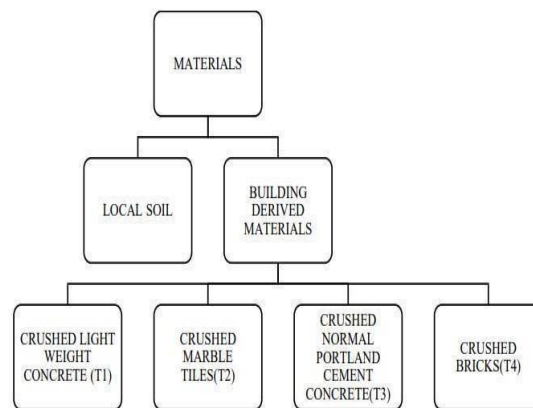 MATERIALS
LOCAL SOIL
BUILDING
DERIVED
MATERIALS
CRUSHED LIGHT
WEIGHT
CONCRETE (T1)
CRUSHED
MARBLE
TILES(T2)
CRUSHED
NORMAL
PORTLAND
CEMENT
CONCRETE(T3)
CRUSHED
BRICKS(T4)